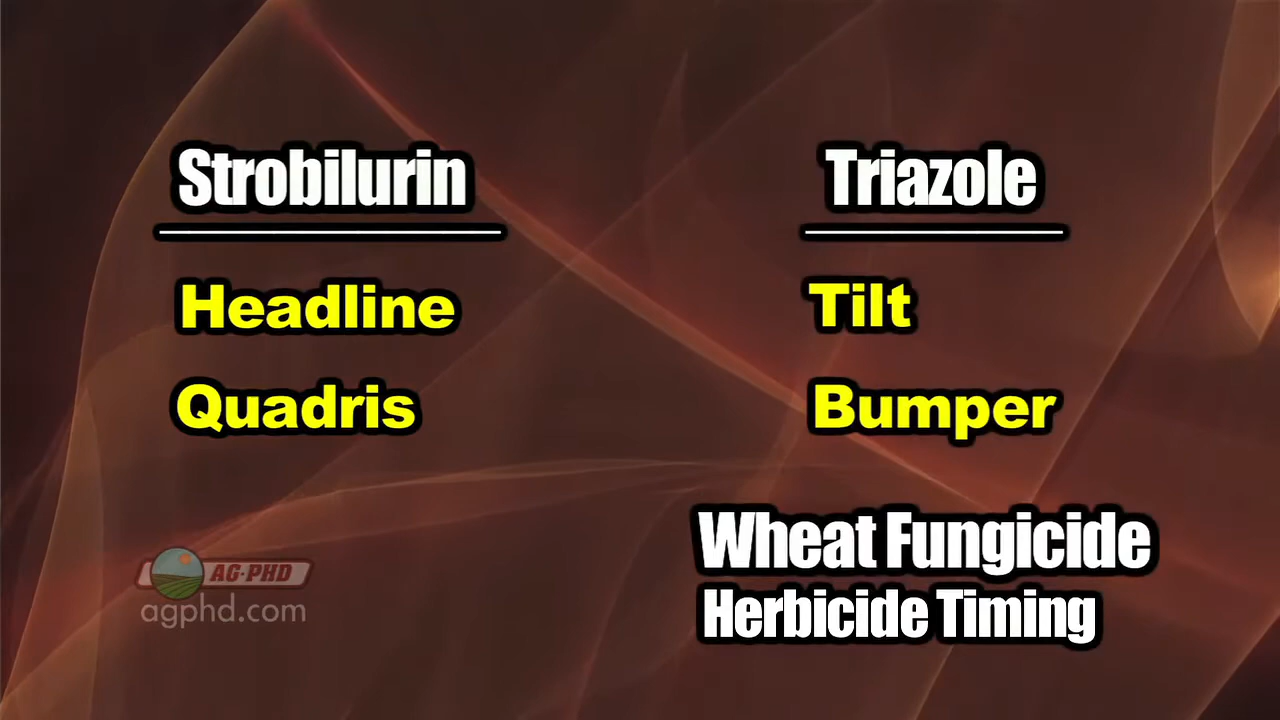 Strobilurin
Headline
Quadris
Triazole
Tilt
Bumper
Wheat Fungicide
Herbicide Timing
AG·PHD
agphd.com